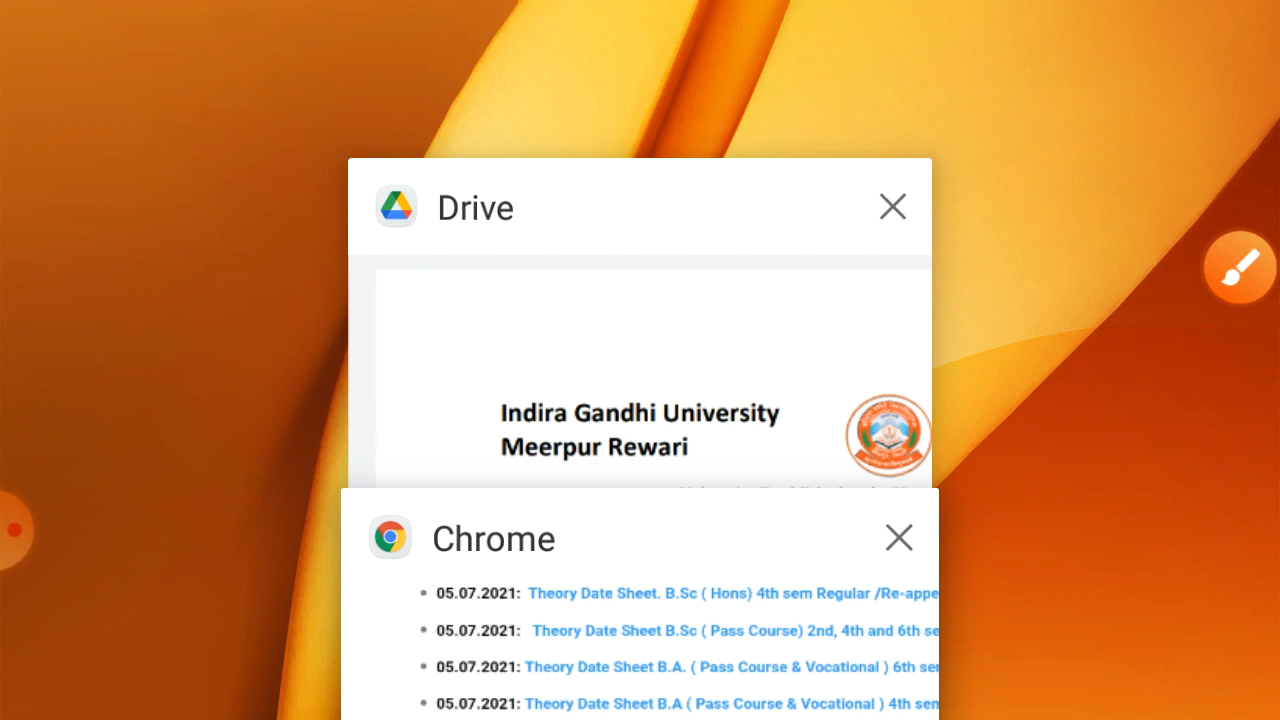 Drive
Indira Gandhi University
Meerpur Rewari
Chrome
05.07.2021: Theory Date Sheet. B.Sc ( Hons) 4th sem Regular /Re-appe
05.07.2021: Theory Date Sheet B.Sc ( Pass Course) 2nd, 4th and 6th se
05.07.2021: Theory Date Sheet B.A. ( Pass Course & Vocational ) 6th ser
05.07.2021: Theory Date Sheet B.A ( Pass Course & Vocational ) 4th sem